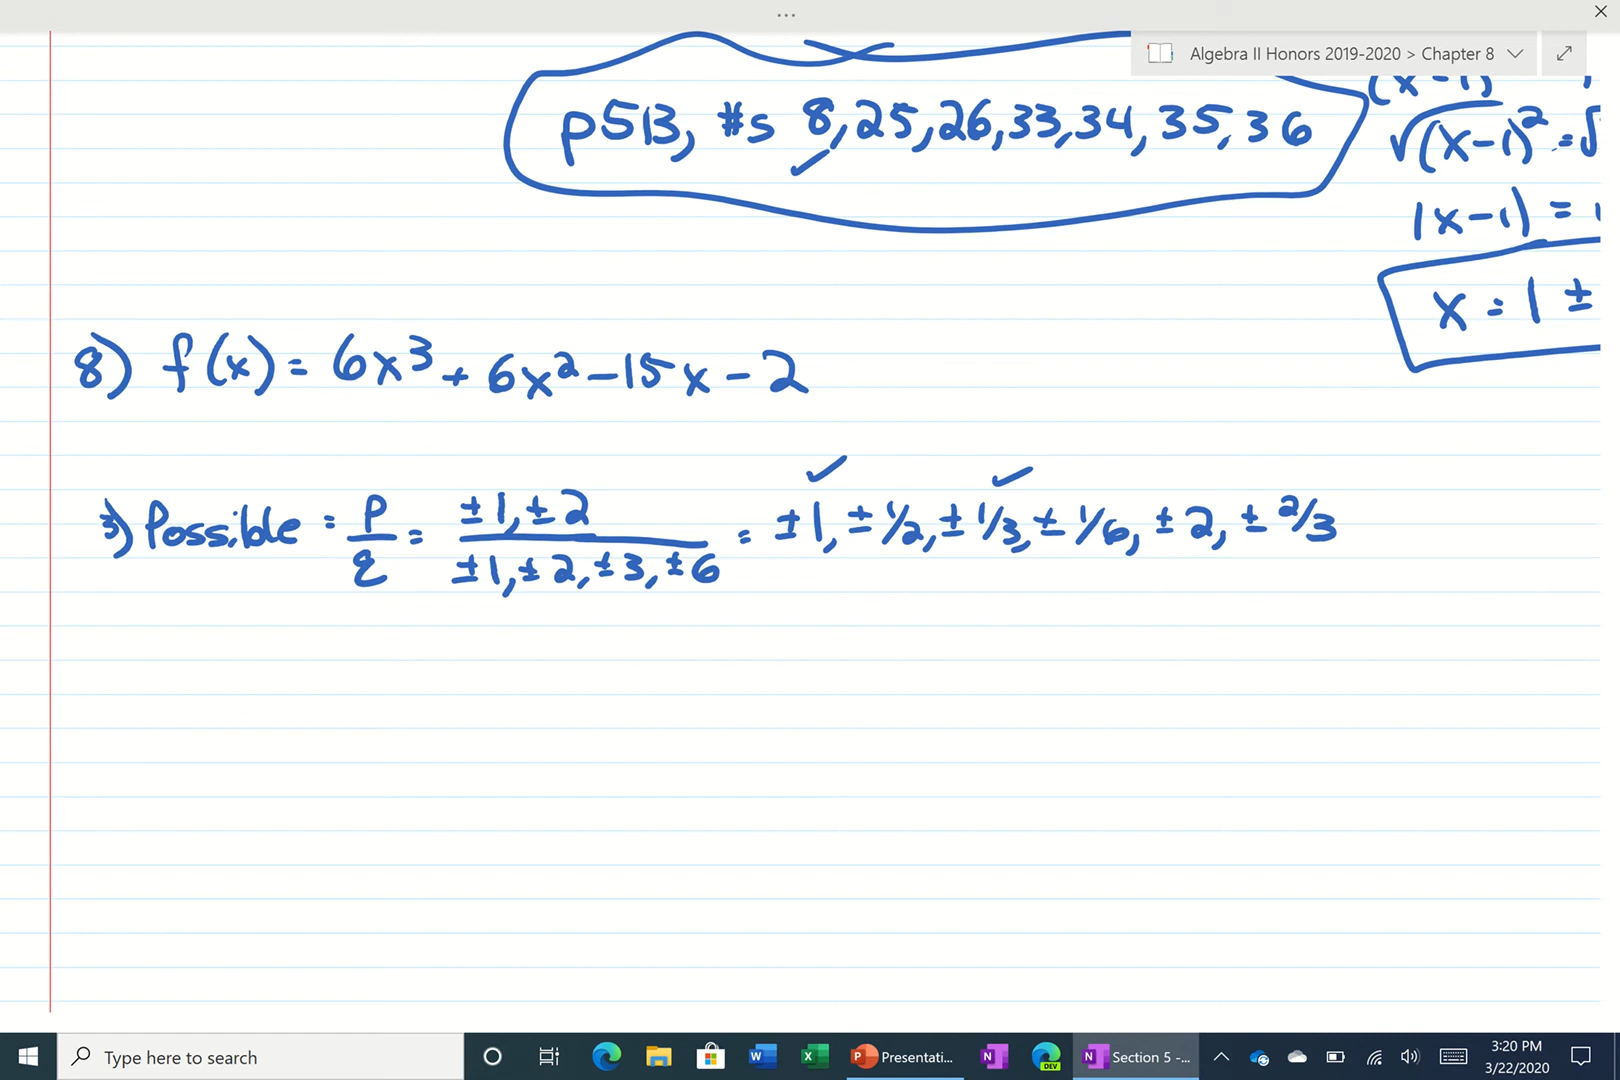 Algebra II Honors 2019-2020 > Chapter 8
p513, #s 8,25,26,33,34,35,36
(x-1)
√(x-1)² = √
|x-1| =
x = 1 ±
8) f(x) = 6x³ + 6x² - 15x - 2
Possible = p/q = ±1, ±2 / ±1, ±2, ±3, ±6 = ±1, ± 1/2, ± 1/3, ± 1/6, ± 2, ± 2/3
Type here to search
DEV
Presentati...
Section 5 -...
3:20 PM
3/22/2020